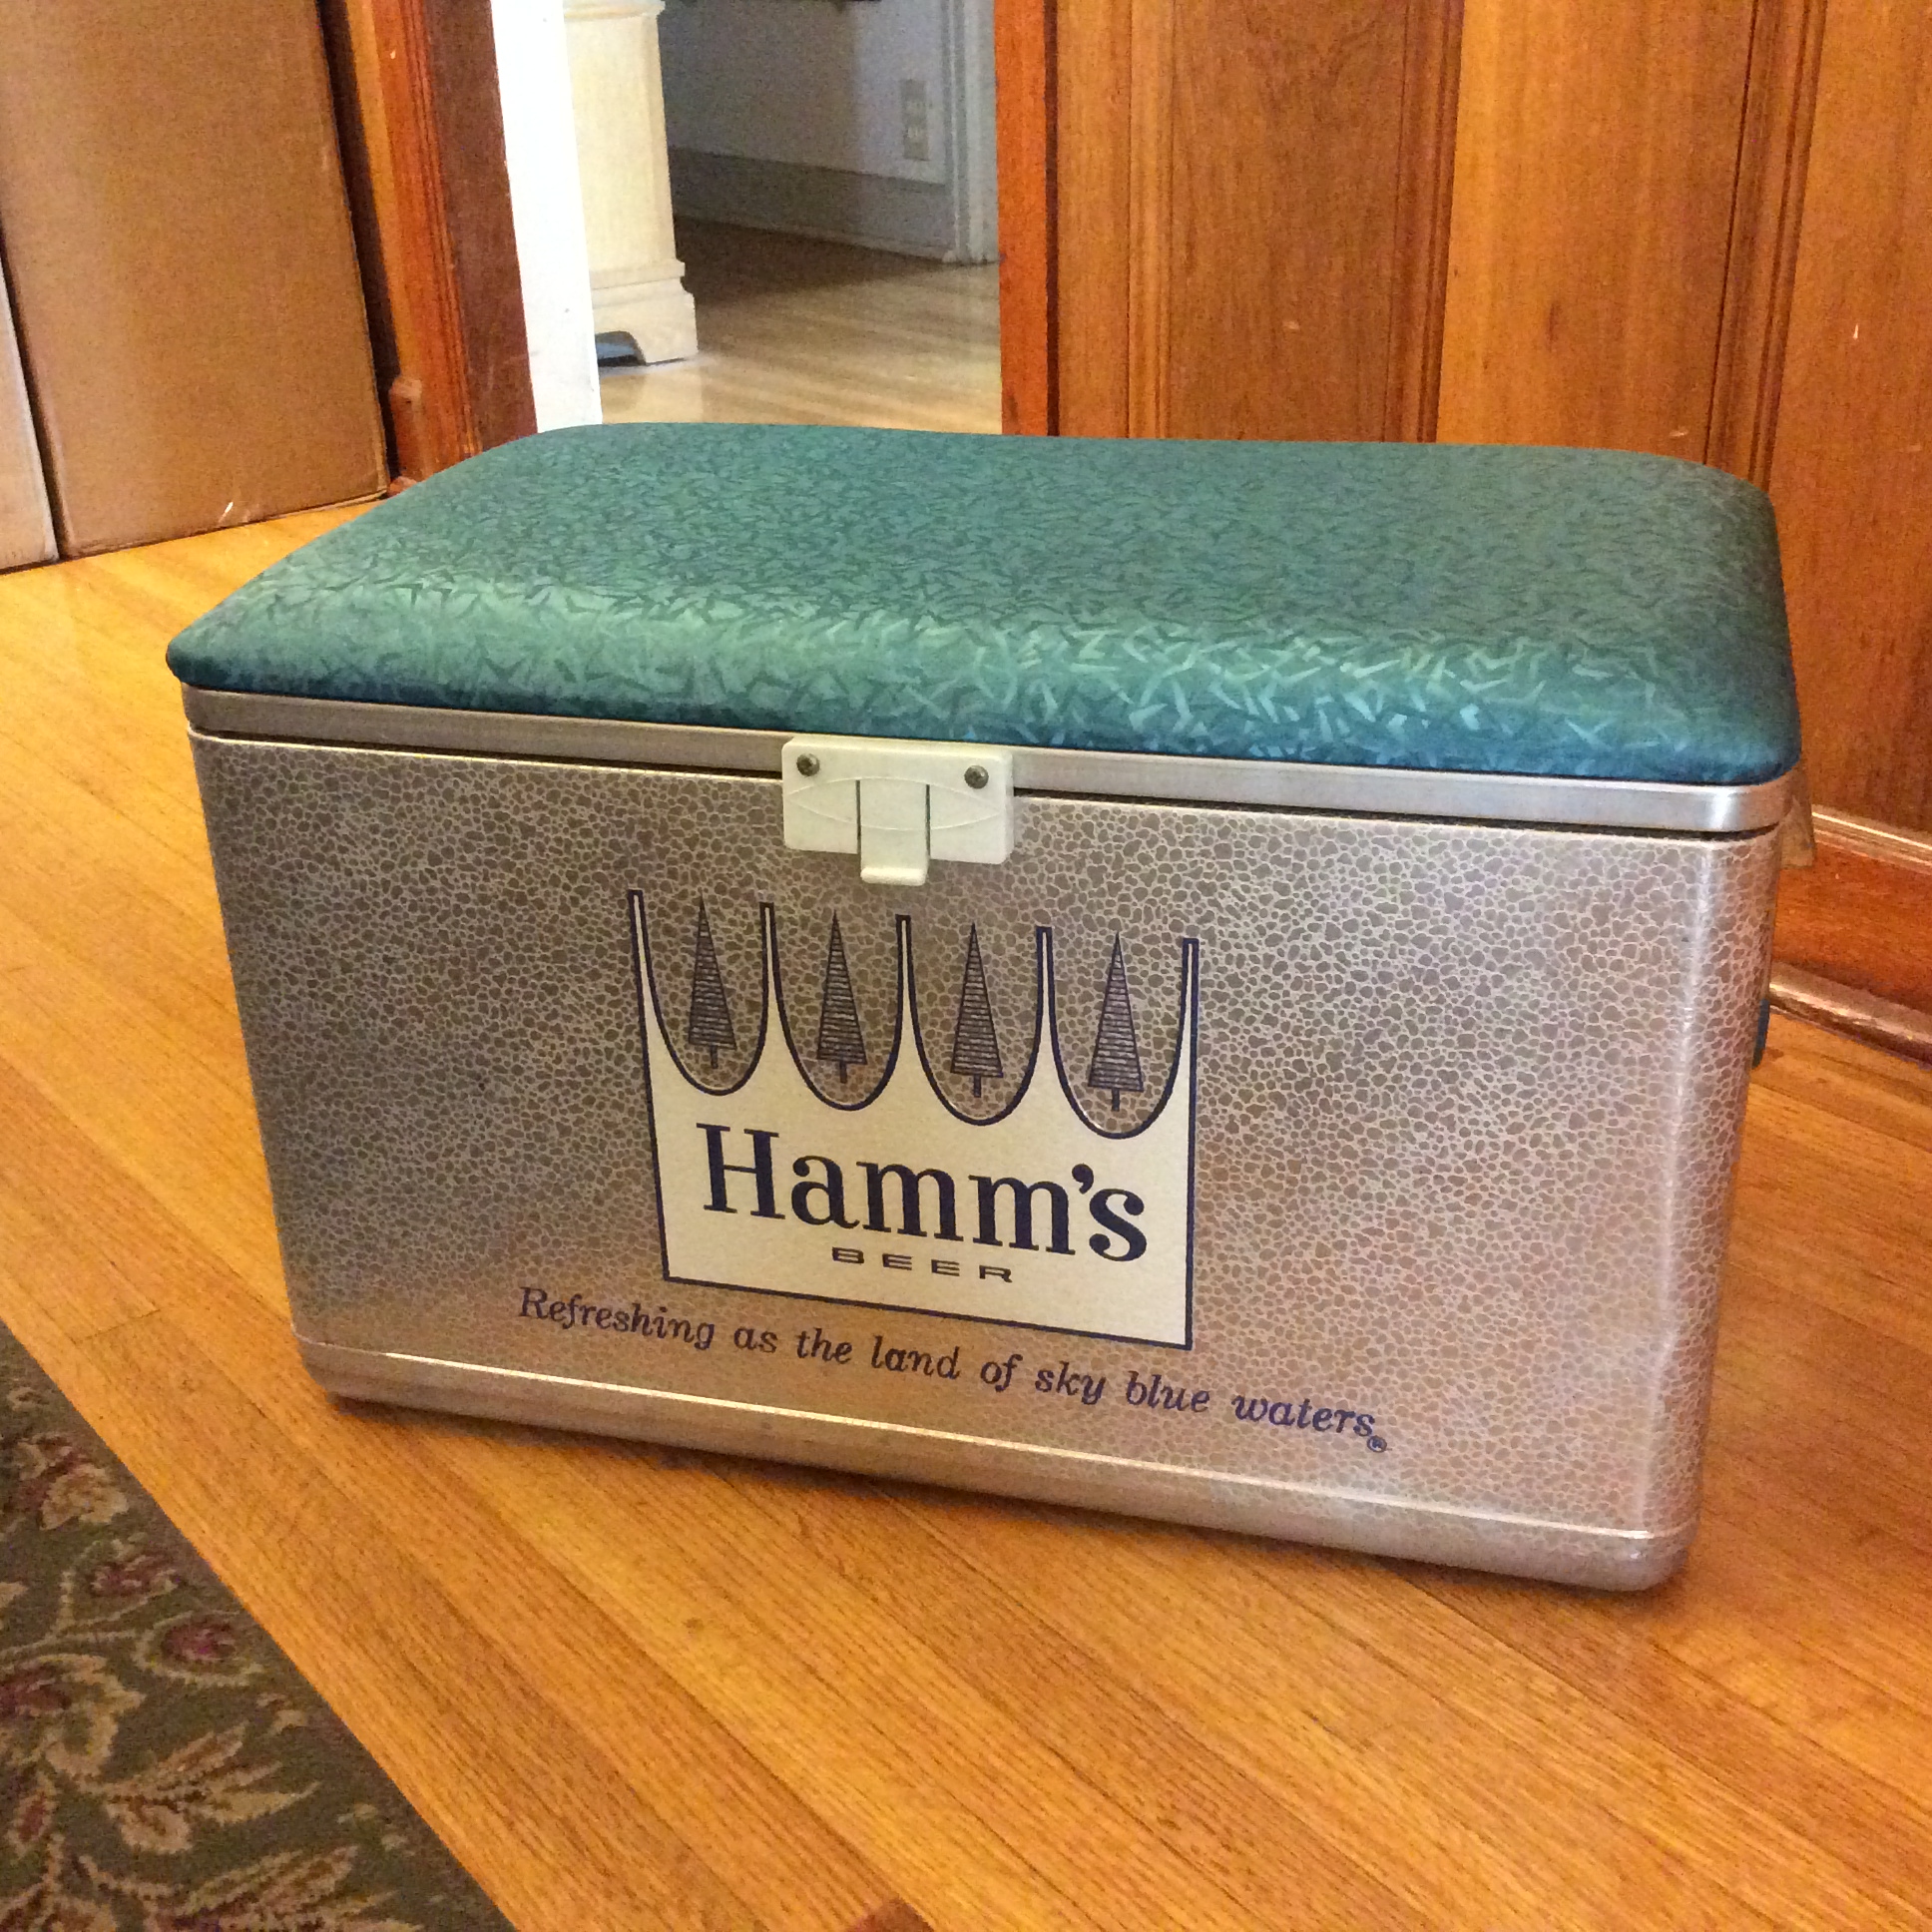 Hamm's
BEER
Refreshing as the land of sky blue waters®